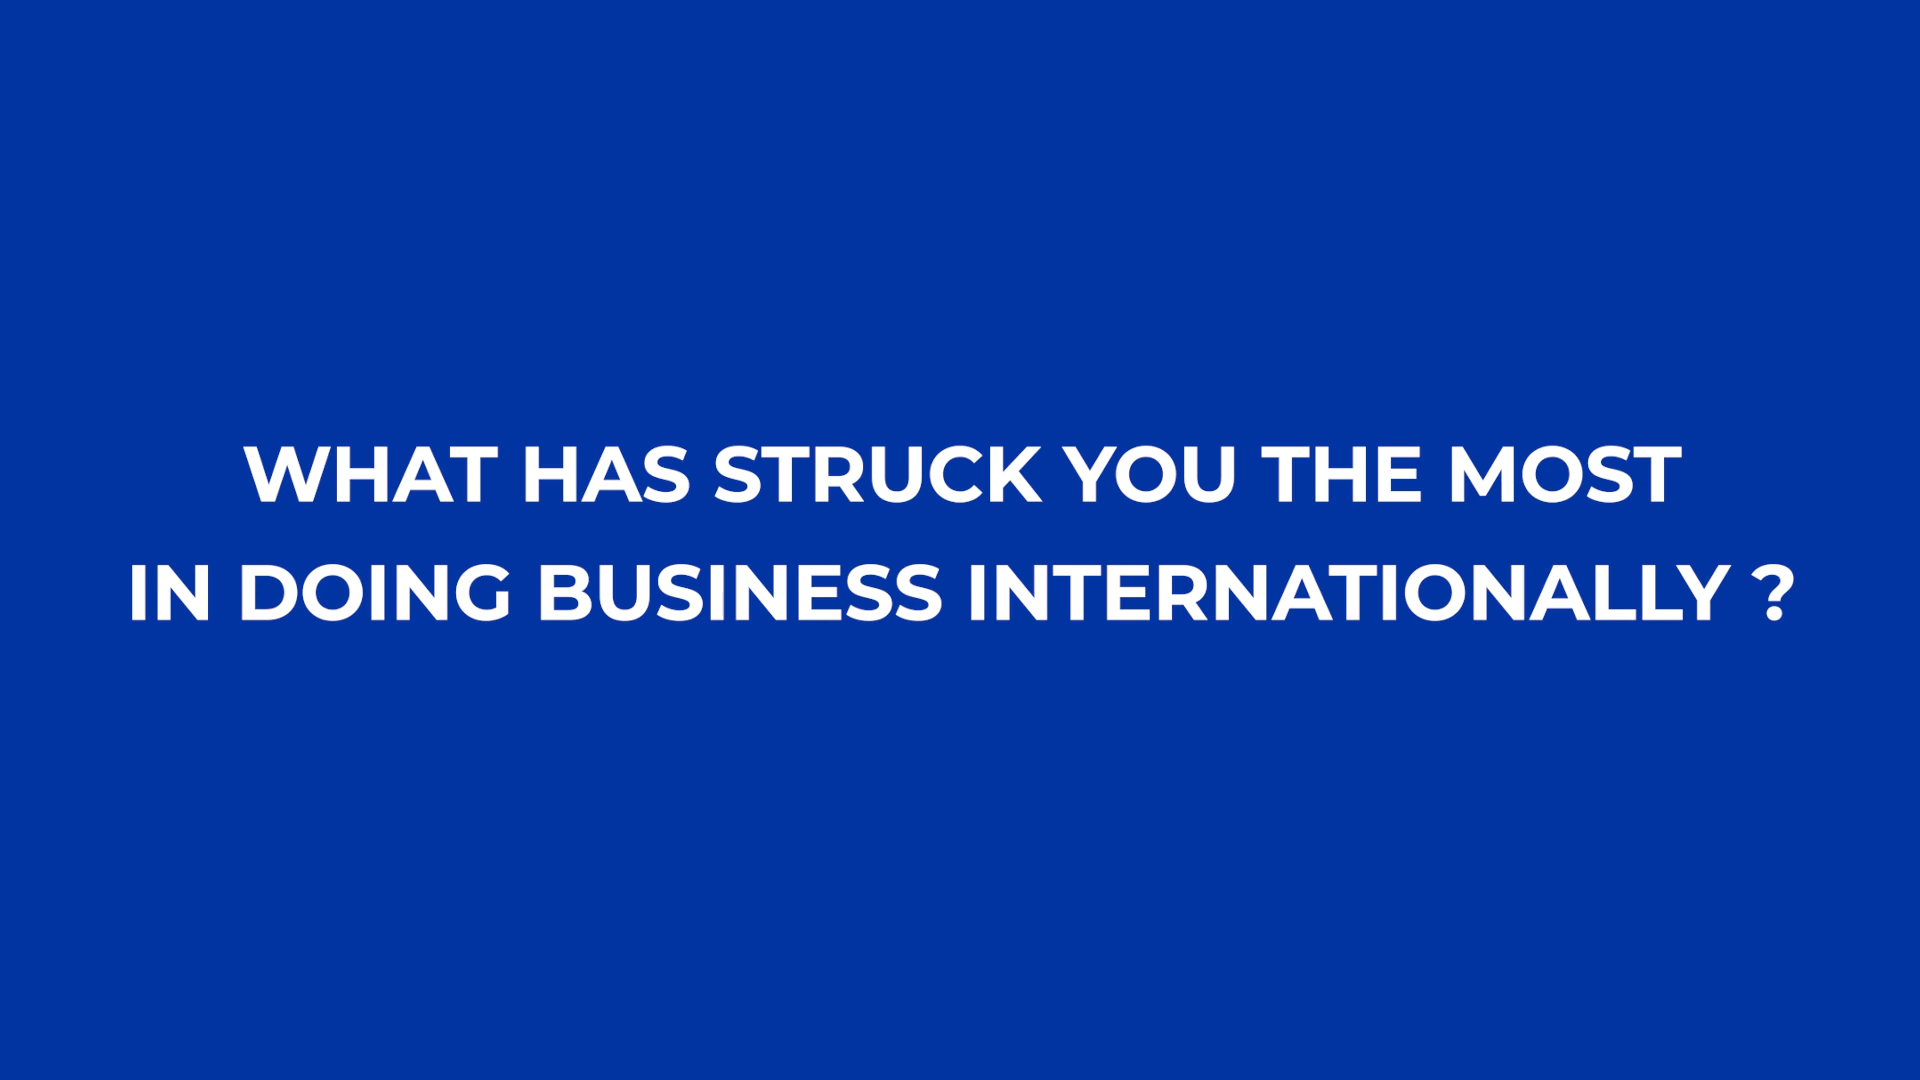 WHAT HAS STRUCK YOU THE MOST
IN DOING BUSINESS INTERNATIONALLY ?